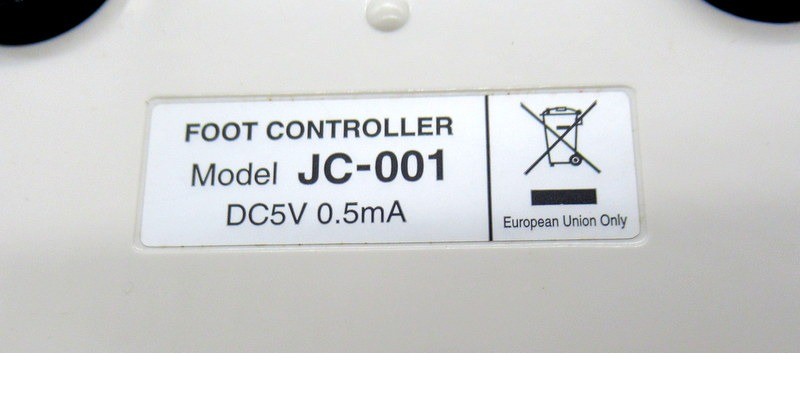 FOOT CONTROLLER
Model JC-001
DC5V 0.5mA
European Union Only